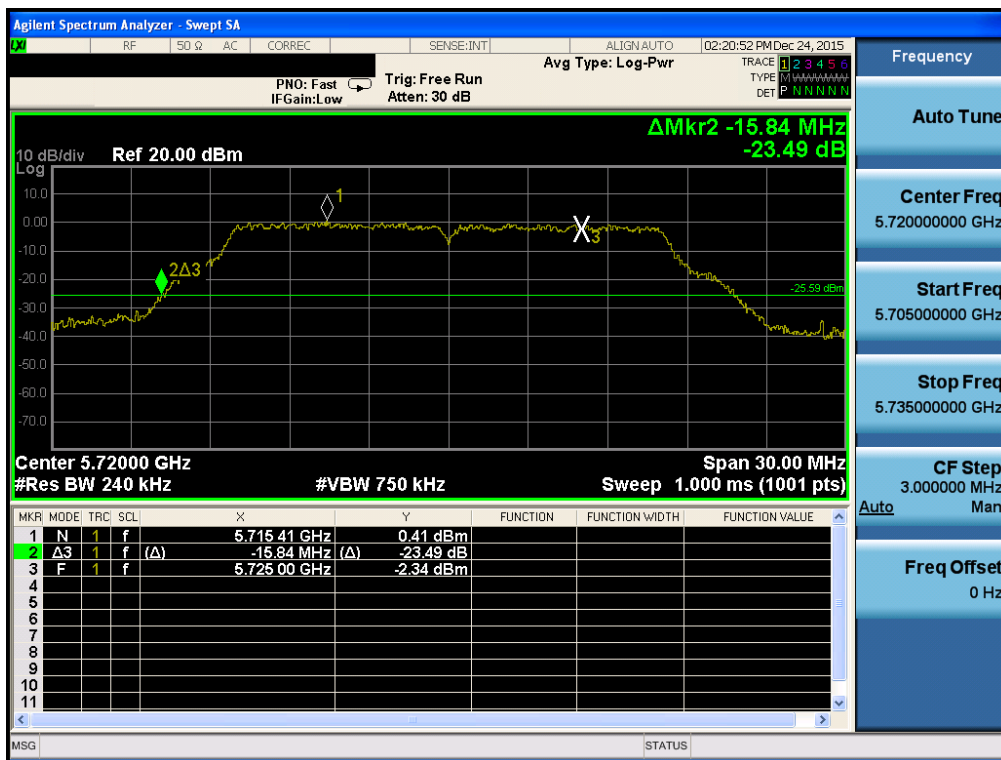 Agilent Spectrum Analyzer - Swept SA
LXI RF 50 Ω AC CORREC SENSE:INT ALIGN AUTO 02:20:52 PM Dec 24, 2015
Frequency
PNO: Fast
IFGain:Low
Trig: Free Run
Atten: 30 dB
Avg Type: Log-Pwr
TRACE 1 2 3 4 5 6
TYPE M
DET P N N N N N
ΔMkr2 -15.84 MHz
-23.49 dB
10 dB/div Ref 20.00 dBm
Log
10.0
0.00
-10.0
-20.0
-30.0
-40.0
-50.0
-60.0
-70.0
1
2Δ3
3
-25.59 dBm
Center 5.72000 GHz Span 30.00 MHz
#Res BW 240 kHz #VBW 750 kHz Sweep 1.000 ms (1001 pts)
MKR MODE TRC SCL X Y FUNCTION FUNCTION WIDTH FUNCTION VALUE
1 N 1 f 5.715 41 GHz 0.41 dBm
2 Δ3 1 f (Δ) -15.84 MHz (Δ) -23.49 dB
3 F 1 f 5.725 00 GHz -2.34 dBm
4
5
6
7
8
9
10
11
MSG STATUS
Auto Tune
Center Freq
5.720000000 GHz
Start Freq
5.705000000 GHz
Stop Freq
5.735000000 GHz
CF Step
3.000000 MHz
Auto Man
Freq Offset
0 Hz